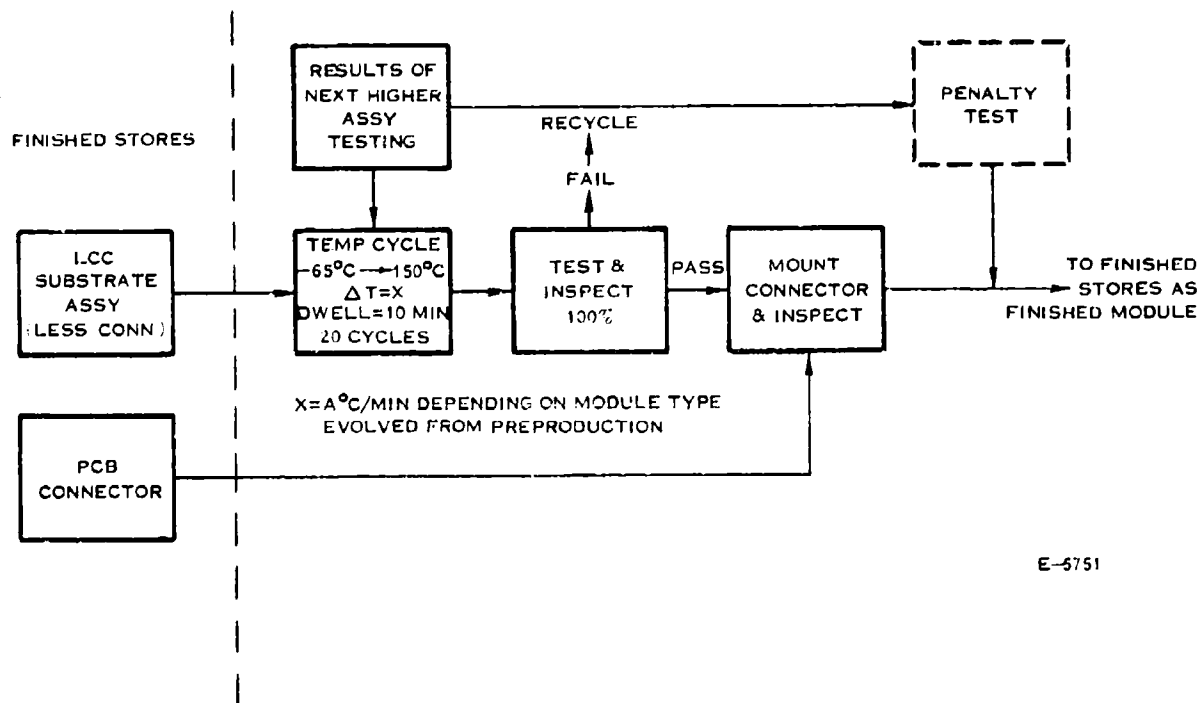 FINISHED STORES
RESULTS OF
NEXT HIGHER
ASSY
TESTING
RECYCLE
FAIL
PENALTY
TEST
LCC
SUBSTRATE
ASSY
(LESS CONN)
TEMP CYCLE
-65°C → 150°C
ΔT=X
DWELL=10 MIN
20 CYCLES
TEST &
INSPECT
100%
PASS
MOUNT
CONNECTOR
& INSPECT
TO FINISHED
STORES AS
FINISHED MODULE
X=A°C/MIN DEPENDING ON MODULE TYPE
EVOLVED FROM PREPRODUCTION
PCB
CONNECTOR